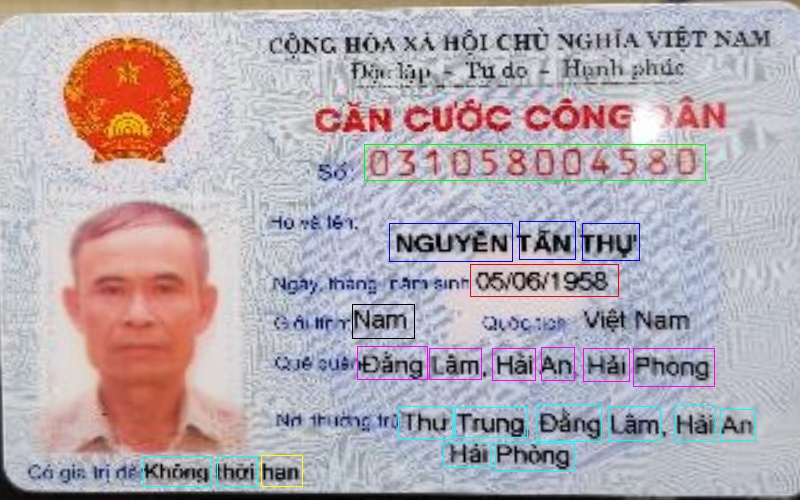 CỘNG HÒA XÃ HỘI CHỦ NGHĨA VIỆT NAM
Độc lập - Tự do - Hạnh phúc
CĂN CƯỚC CÔNG DÂN
Số: 031058004580
Họ và tên:
NGUYỄN TẤN THỰ
Ngày, tháng, năm sinh: 05/06/1958
Giới tính: Nam Quốc tịch: Việt Nam
Quê quán: Đằng Lâm, Hải An, Hải Phòng
Nơi thường trú: Thư Trung, Đằng Lâm, Hải An
Hải Phòng
Có giá trị đến: Không thời hạn